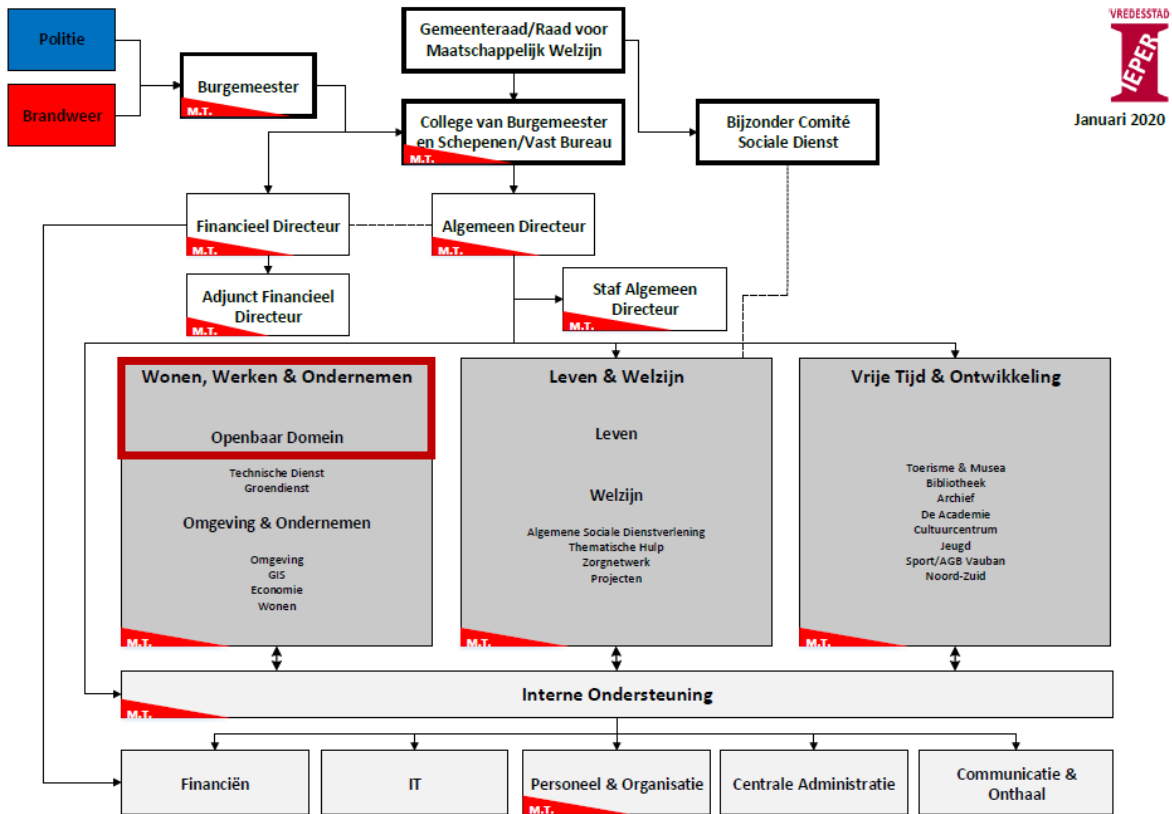 Politie
Brandweer
Burgemeester
M.T.
Gemeenteraad/Raad voor
Maatschappelijk Welzijn
VREDESSTAD
IEPER
Januari 2020
College van Burgemeester
en Schepenen/Vast Bureau
M.T.
Bijzonder Comité
Sociale Dienst
Financieel Directeur
M.T.
Algemeen Directeur
M.T.
Adjunct Financieel
Directeur
M.T.
Staf Algemeen
Directeur
M.T.
Wonen, Werken & Ondernemen
Openbaar Domein
Technische Dienst
Groendienst
Omgeving & Ondernemen
Omgeving
GIS
Economie
Wonen
M.T.
Leven & Welzijn
Leven
Welzijn
Algemene Sociale Dienstverlening
Thematische Hulp
Zorgnetwerk
Projecten
M.T.
Vrije Tijd & Ontwikkeling
Toerisme & Musea
Bibliotheek
Archief
De Academie
Cultuurcentrum
Jeugd
Sport/AGB Vauban
Noord-Zuid
M.T.
Interne Ondersteuning
M.T.
Financiën
IT
Personeel & Organisatie
M.T.
Centrale Administratie
Communicatie &
Onthaal